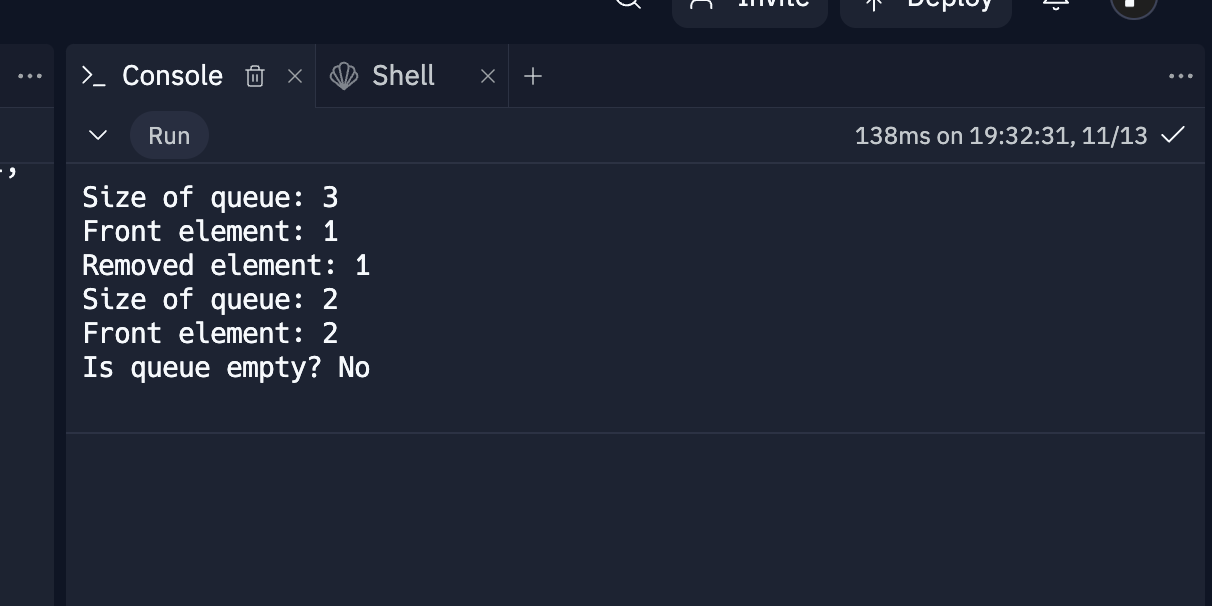 Invite Deploy
Console Shell
Run 138ms on 19:32:31, 11/13
Size of queue: 3
Front element: 1
Removed element: 1
Size of queue: 2
Front element: 2
Is queue empty? No